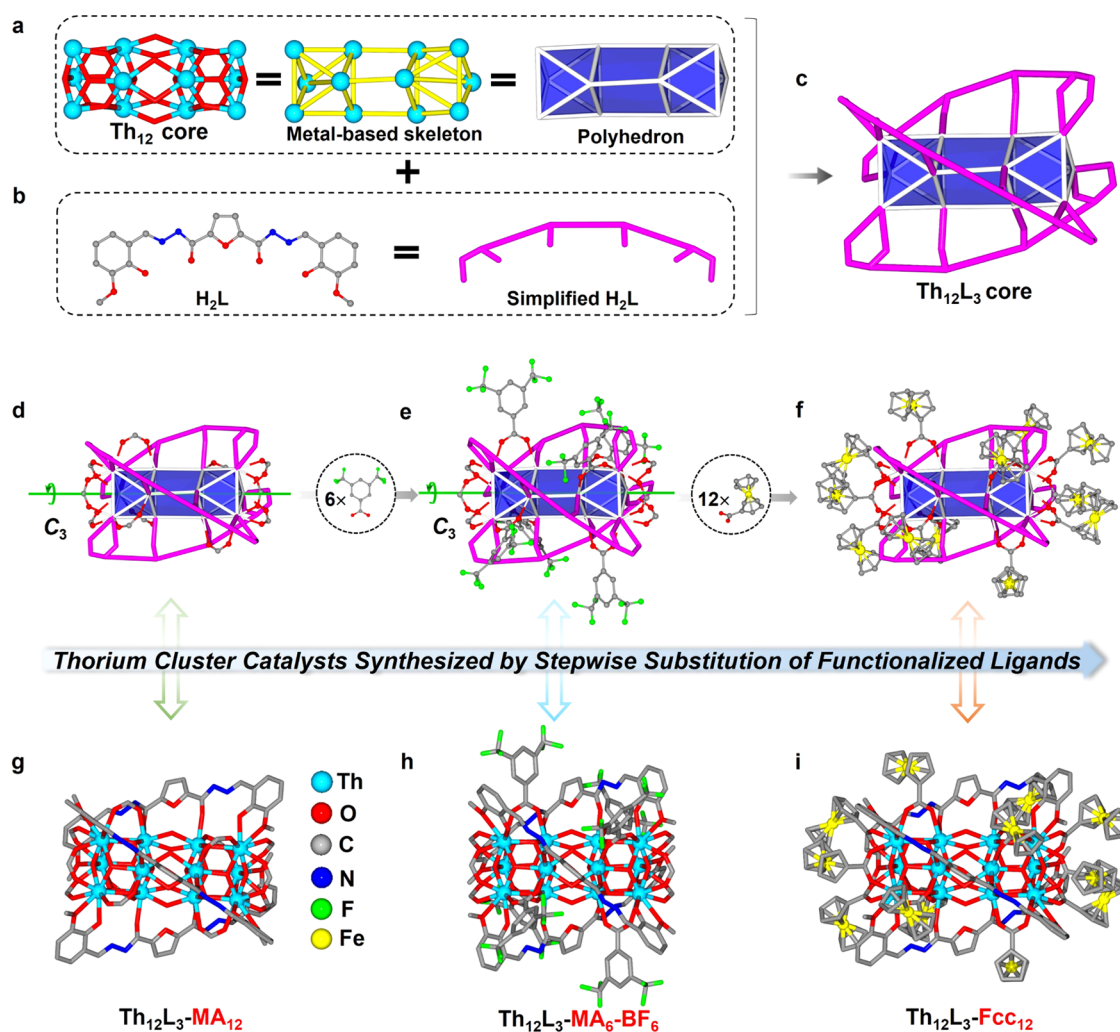 a
=
=
Th₁₂ core
Metal-based skeleton
Polyhedron
+
b
=
H₂L
Simplified H₂L
c
Th₁₂L₃ core
d
C₃
6×
e
C₃
12×
f
Thorium Cluster Catalysts Synthesized by Stepwise Substitution of Functionalized Ligands
g
Th
O
C
N
F
Fe
h
i
Th₁₂L₃-MA₁₂
Th₁₂L₃-MA₆-BF₆
Th₁₂L₃-Fcc₁₂